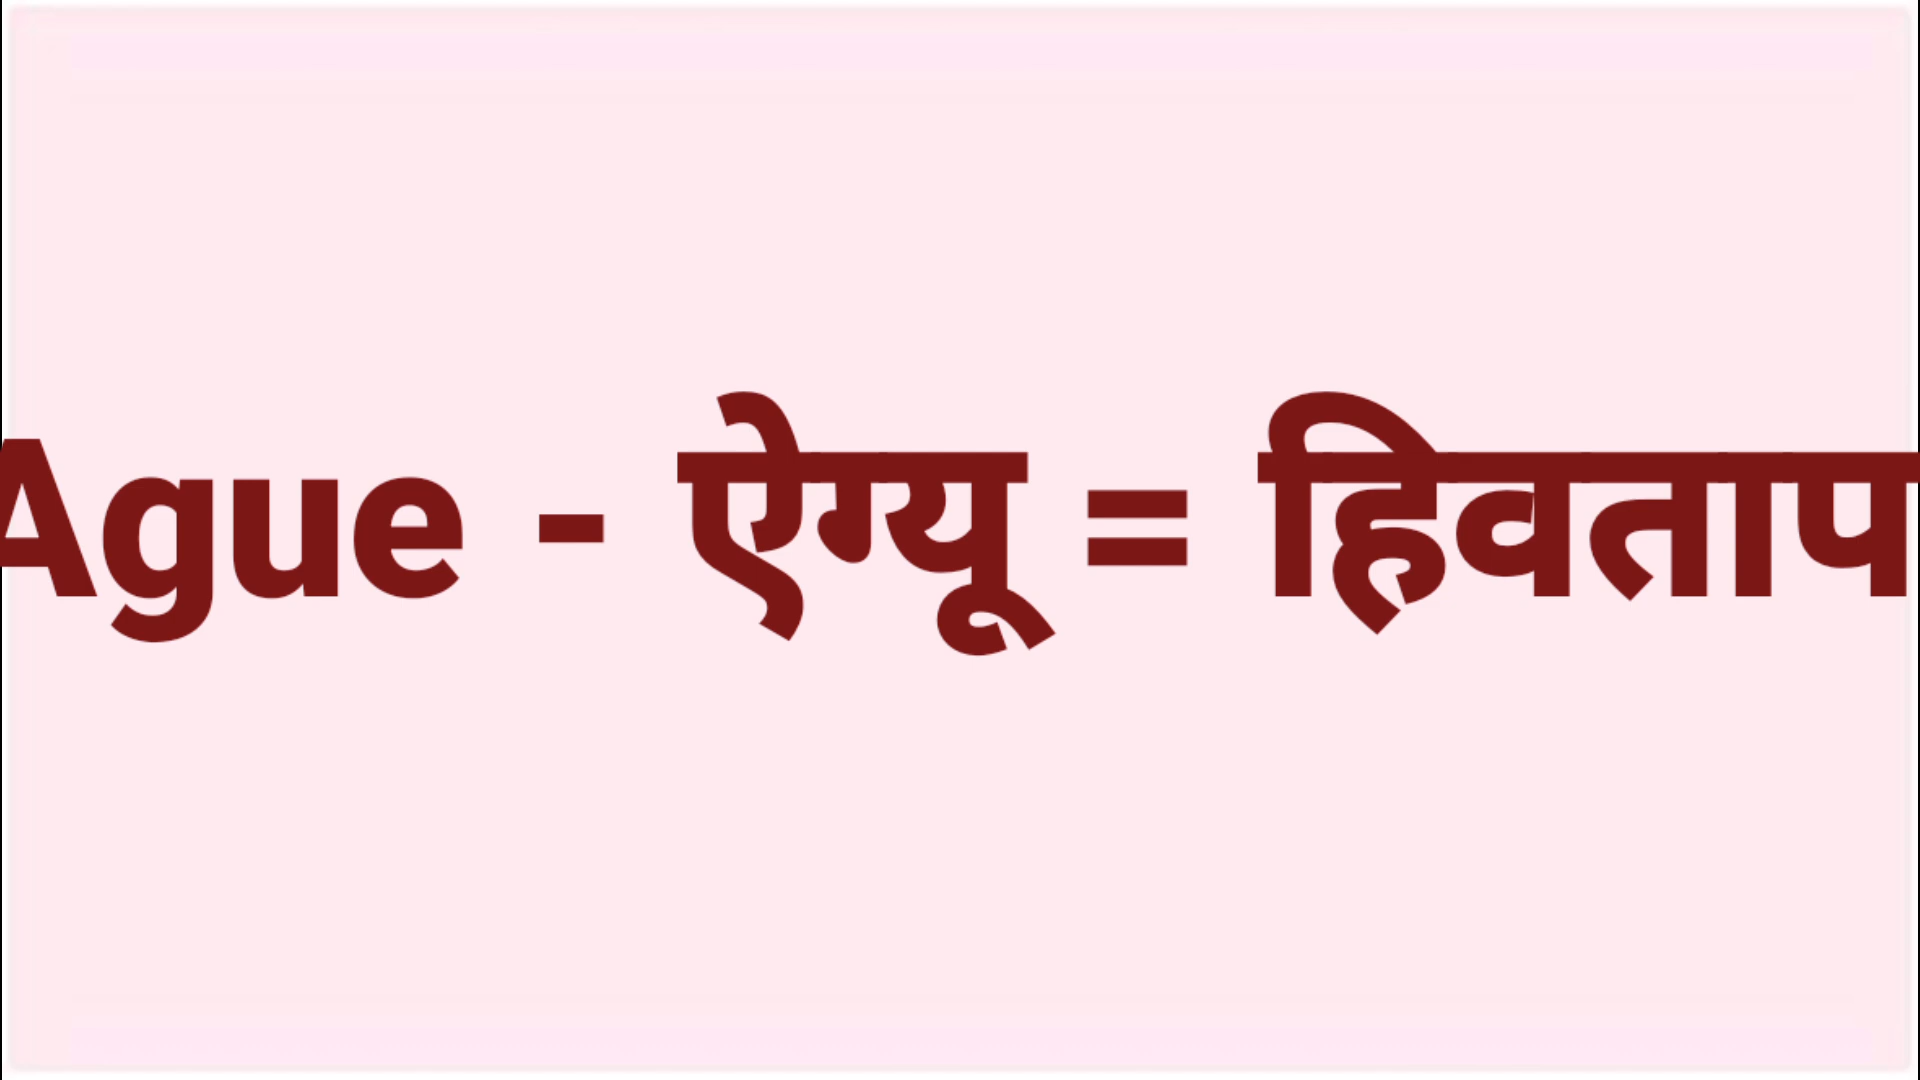 Ague - ऐग्यू = हिवताप